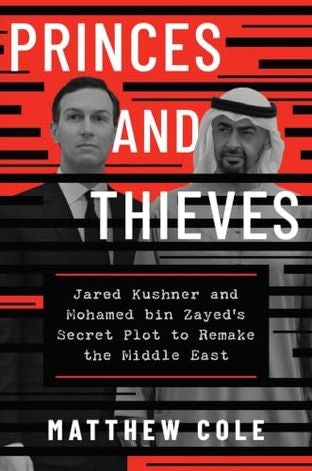 PRINCES
AND
THIEVES
Jared Kushner and
Mohamed bin Zayed's
Secret Plot to Remake
the Middle East
MATTHEW COLE